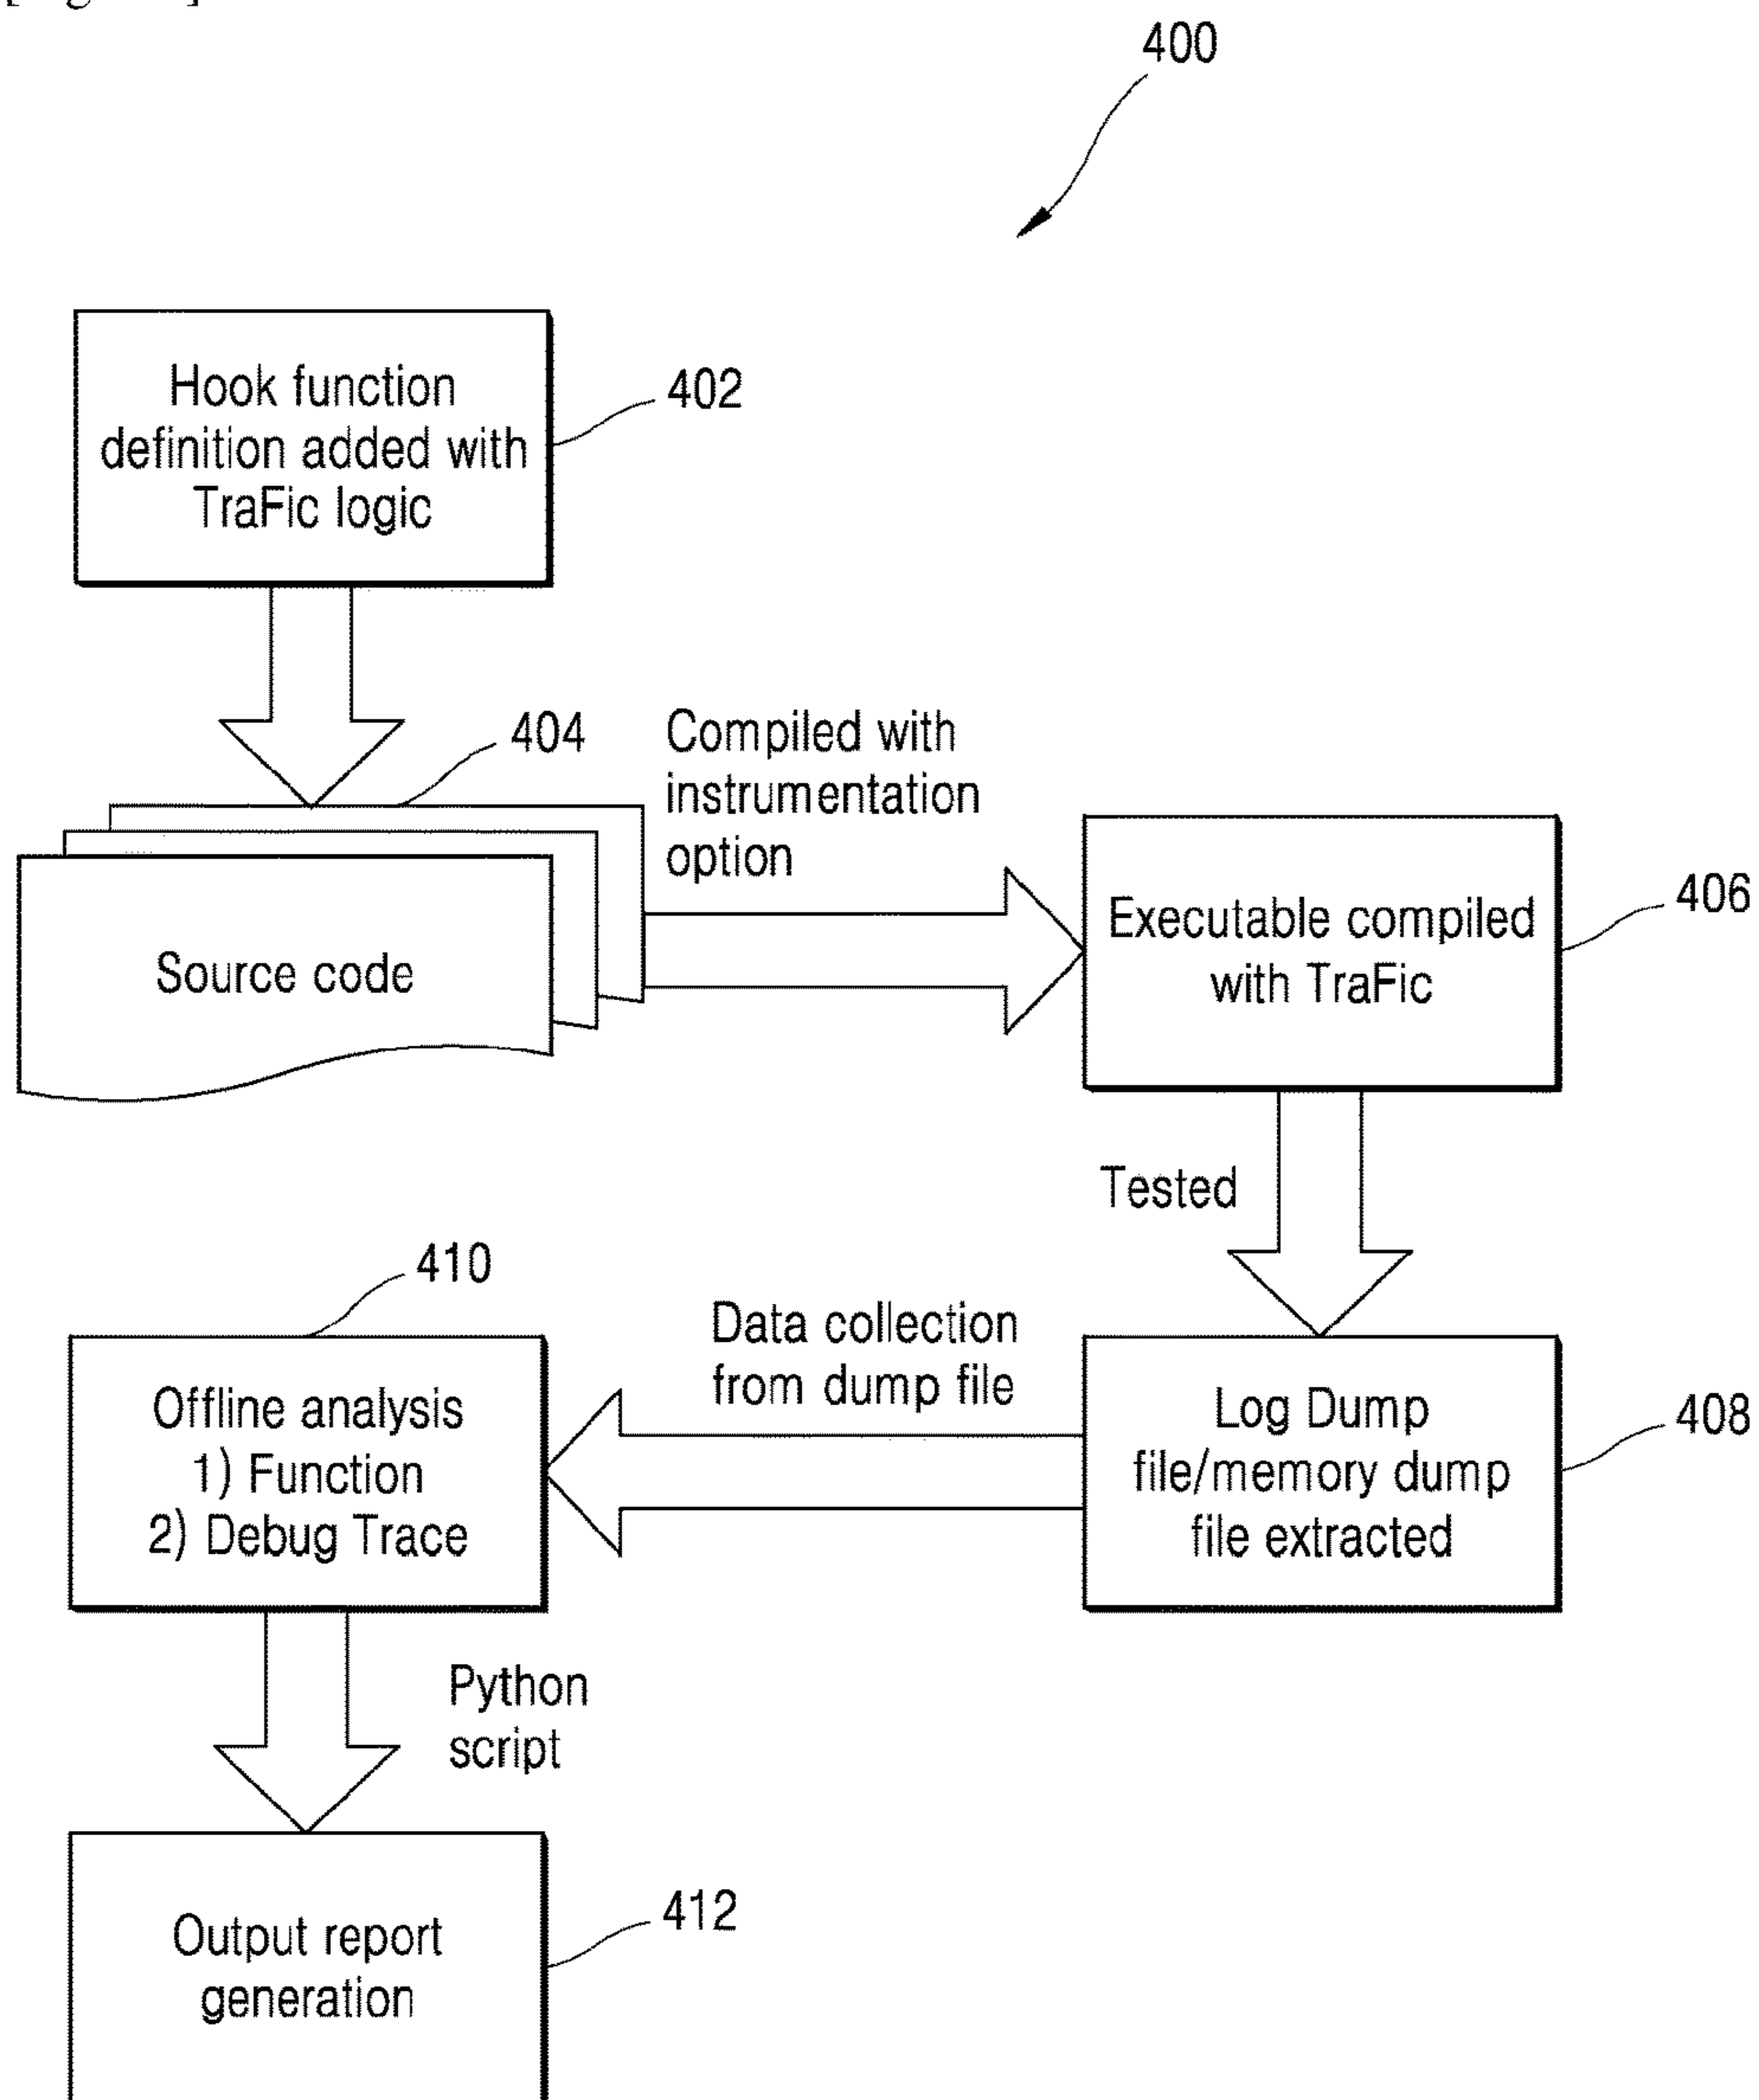 400
Hook function
definition added with
TraFic logic
402
404
Compiled with
instrumentation
option
Source code
Executable compiled
with TraFic
406
Tested
410
Data collection
from dump file
Offline analysis
1) Function
2) Debug Trace
Log Dump
file/memory dump
file extracted
408
Python
script
Output report
generation
412